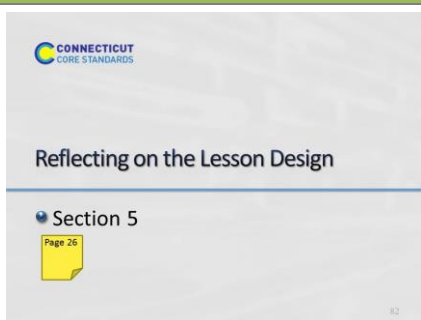 CONNECTICUT
CORE STANDARDS
Reflecting on the Lesson Design
Section 5
Page 26
82